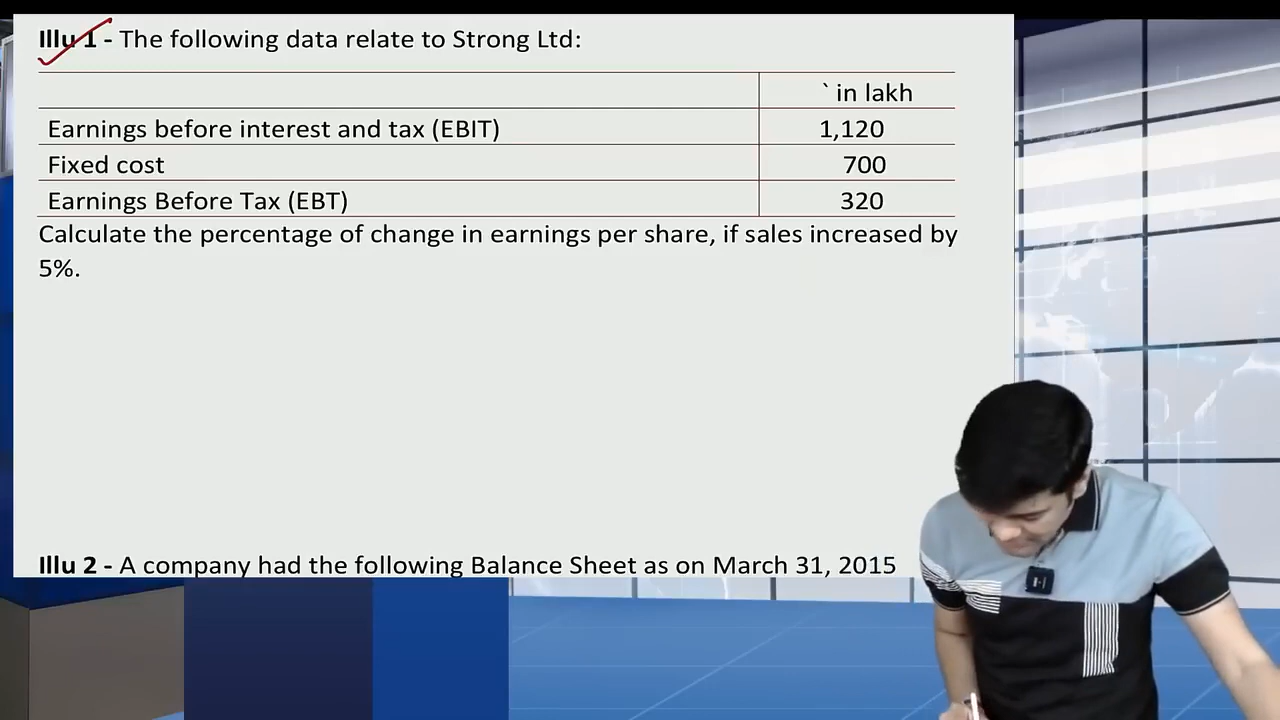 Illu 1 - The following data relate to Strong Ltd:
` in lakh
Earnings before interest and tax (EBIT) 1,120
Fixed cost 700
Earnings Before Tax (EBT) 320
Calculate the percentage of change in earnings per share, if sales increased by
5%.
Illu 2 - A company had the following Balance Sheet as on March 31, 2015